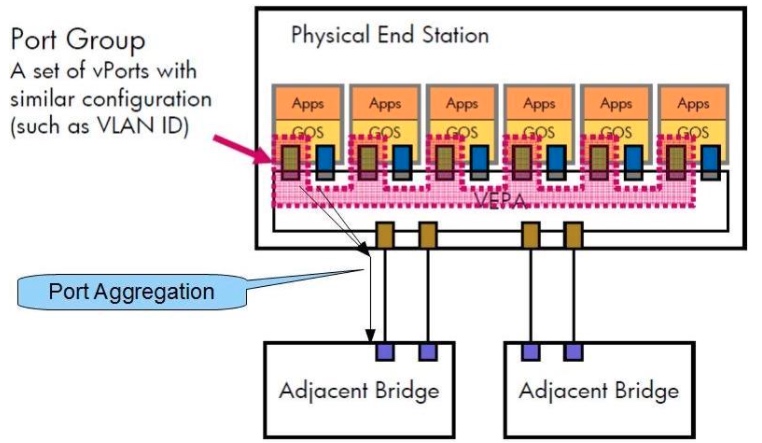 Port Group
A set of vPorts with
similar configuration
(such as VLAN ID)
Physical End Station
Apps Apps Apps Apps Apps Apps
GOS GOS GOS GOS GOS GOS
VEPA
Port Aggregation
Adjacent Bridge Adjacent Bridge